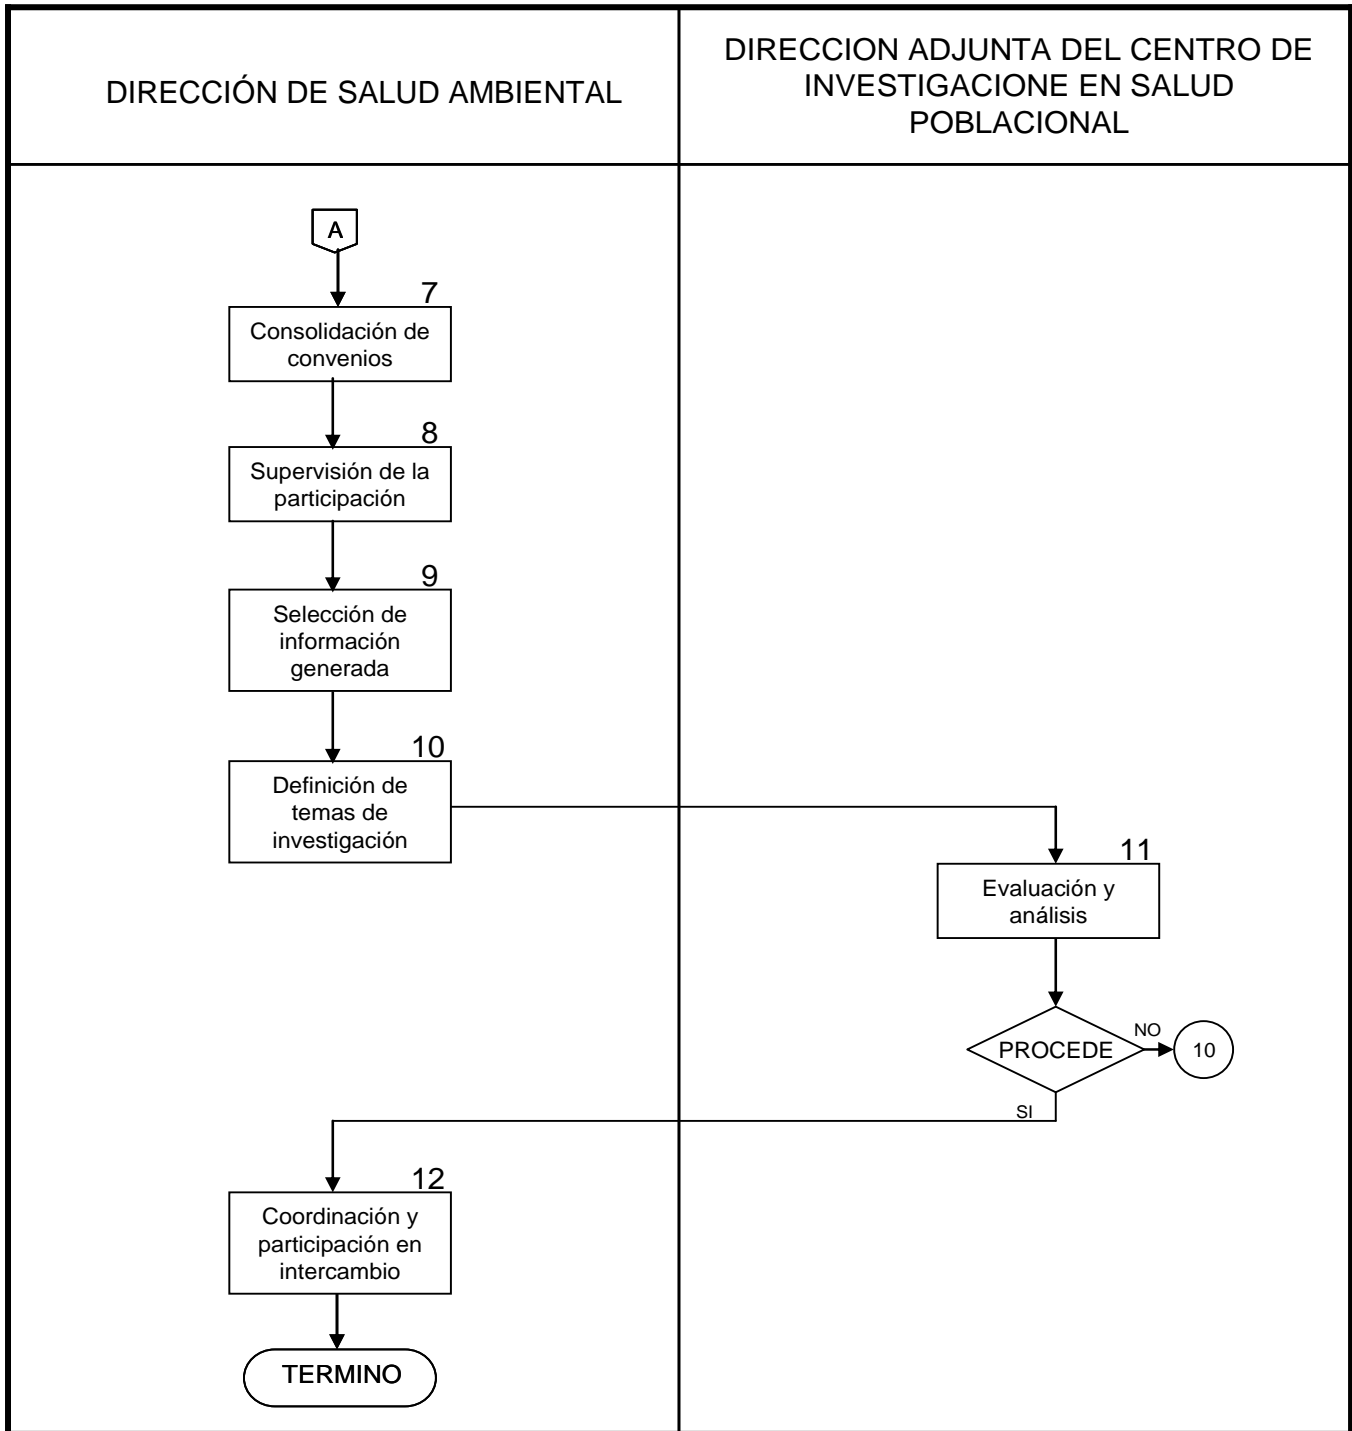 DIRECCIÓN DE SALUD AMBIENTAL
DIRECCION ADJUNTA DEL CENTRO DE
INVESTIGACIONE EN SALUD
POBLACIONAL
A
7
Consolidación de
convenios
8
Supervisión de la
participación
9
Selección de
información
generada
10
Definición de
temas de
investigación
11
Evaluación y
análisis
PROCEDE
NO
10
SI
12
Coordinación y
participación en
intercambio
TERMINO